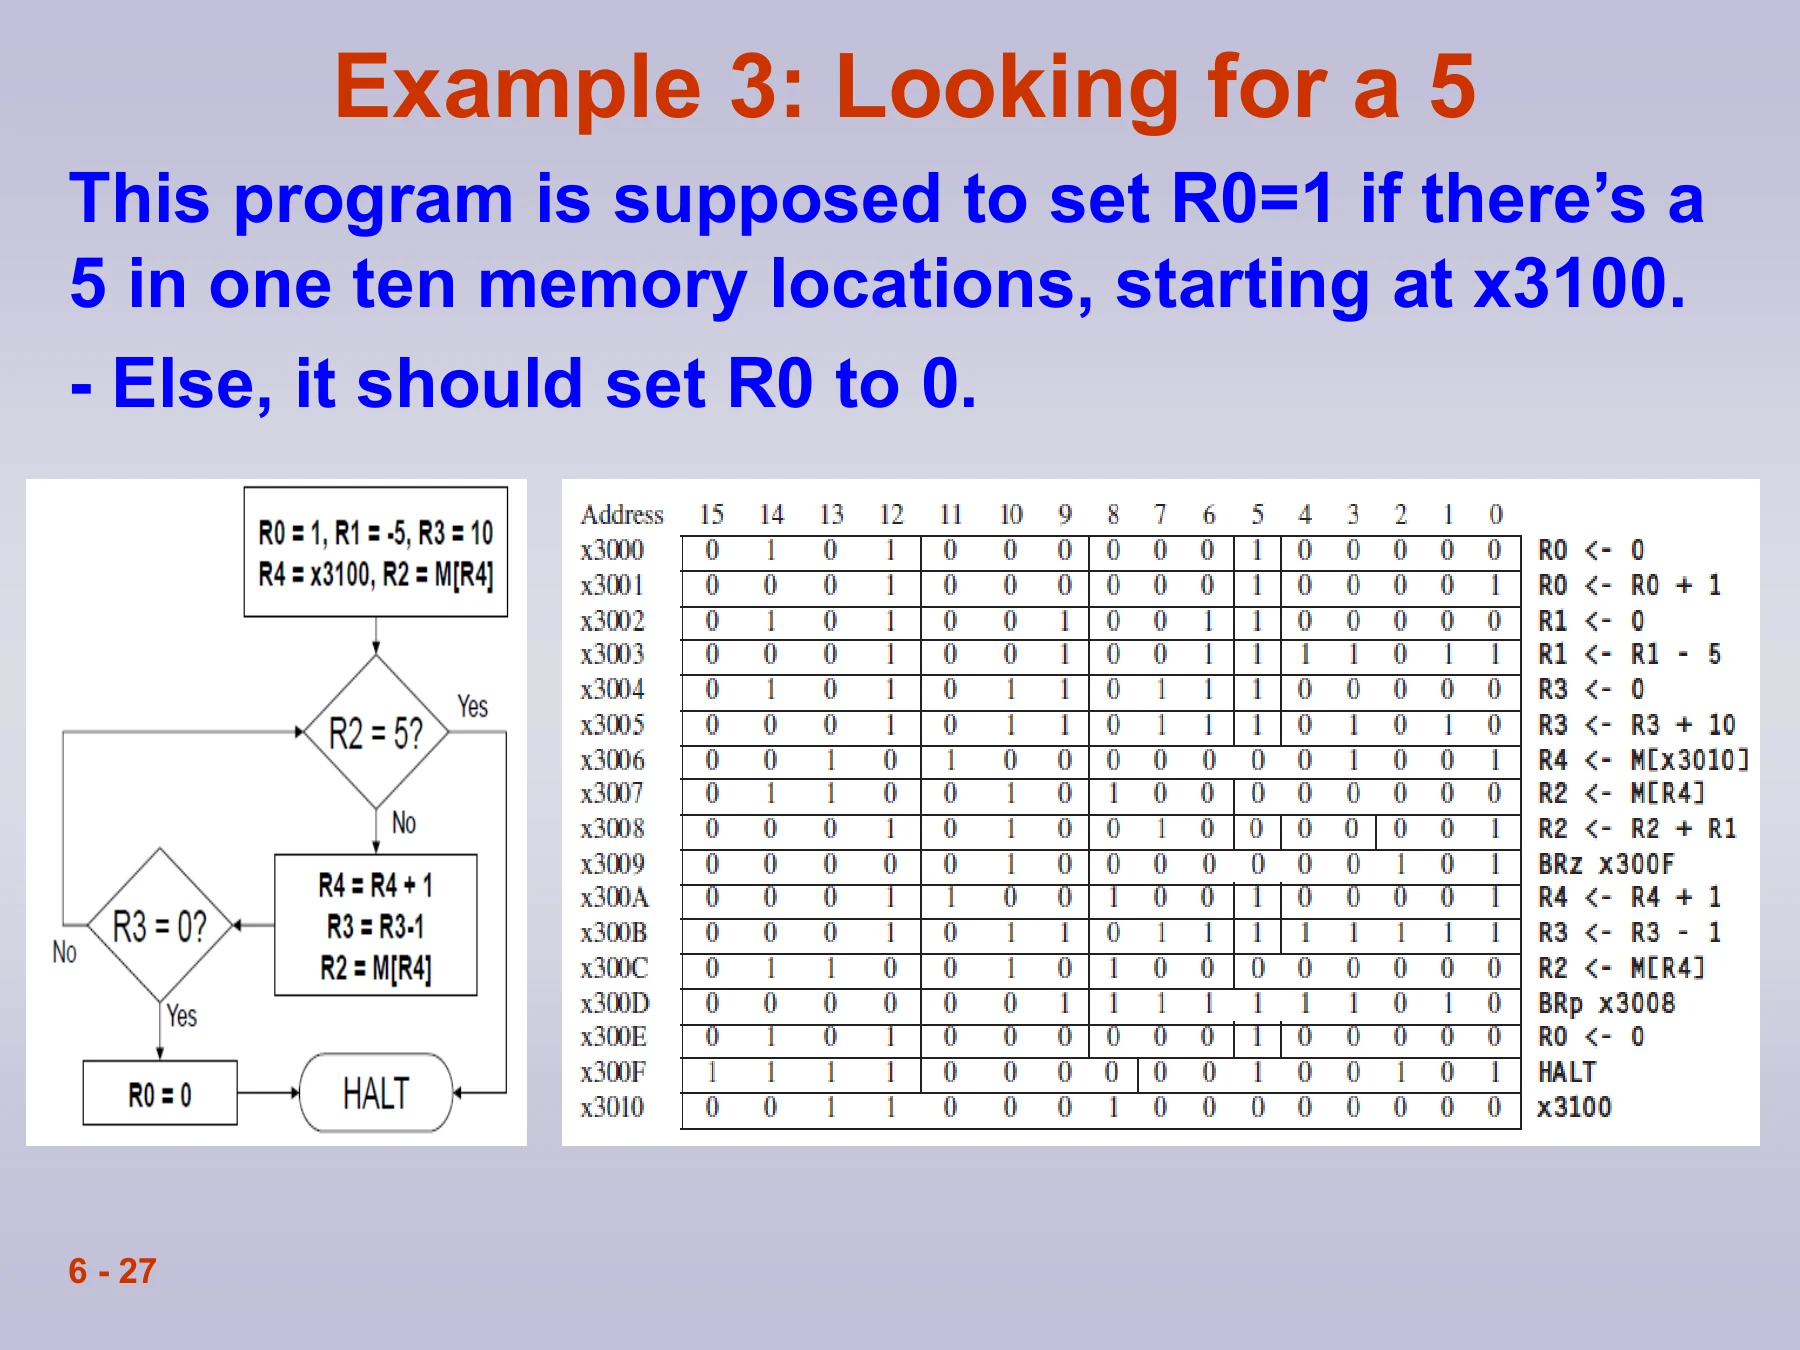 Example 3: Looking for a 5
This program is supposed to set R0=1 if there’s a
5 in one ten memory locations, starting at x3100.
- Else, it should set R0 to 0.
R0 = 1, R1 = -5, R3 = 10
R4 = x3100, R2 = M[R4]
R2 = 5?
Yes
No
R4 = R4 + 1
R3 = R3-1
R2 = M[R4]
R3 = 0?
No
Yes
R0 = 0
HALT
Address 15 14 13 12 11 10 9 8 7 6 5 4 3 2 1 0
x3000 0 1 0 1 0 0 0 0 0 0 1 0 0 0 0 0 R0 <- 0
x3001 0 0 0 1 0 0 0 0 0 0 1 0 0 0 0 1 R0 <- R0 + 1
x3002 0 1 0 1 0 0 1 0 0 1 1 0 0 0 0 0 R1 <- 0
x3003 0 0 0 1 0 0 1 0 0 1 1 1 1 0 1 1 R1 <- R1 - 5
x3004 0 1 0 1 0 1 1 0 1 1 1 0 0 0 0 0 R3 <- 0
x3005 0 0 0 1 0 1 1 0 1 1 1 0 1 0 1 0 R3 <- R3 + 10
x3006 0 0 1 0 1 0 0 0 0 0 0 0 1 0 0 1 R4 <- M[x3010]
x3007 0 1 1 0 0 1 0 1 0 0 0 0 0 0 0 0 R2 <- M[R4]
x3008 0 0 0 1 0 1 0 0 1 0 0 0 0 0 0 1 R2 <- R2 + R1
x3009 0 0 0 0 0 1 0 0 0 0 0 0 0 1 0 1 BRz x300F
x300A 0 0 0 1 1 0 0 1 0 0 1 0 0 0 0 1 R4 <- R4 + 1
x300B 0 0 0 1 0 1 1 0 1 1 1 1 1 1 1 1 R3 <- R3 - 1
x300C 0 1 1 0 0 1 0 1 0 0 0 0 0 0 0 0 R2 <- M[R4]
x300D 0 0 0 0 0 0 1 1 1 1 1 1 1 0 1 0 BRp x3008
x300E 0 1 0 1 0 0 0 0 0 0 1 0 0 0 0 0 R0 <- 0
x300F 1 1 1 1 0 0 0 0 0 0 1 0 0 1 0 1 HALT
x3010 0 0 1 1 0 0 0 1 0 0 0 0 0 0 0 0 x3100
6 - 27